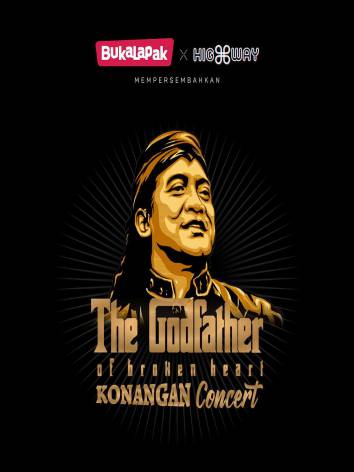 BUKALAPAK X HIGHWAY
MEMPERSEMBAHKAN
The Godfather
of broken heart
KONANGAN Concert